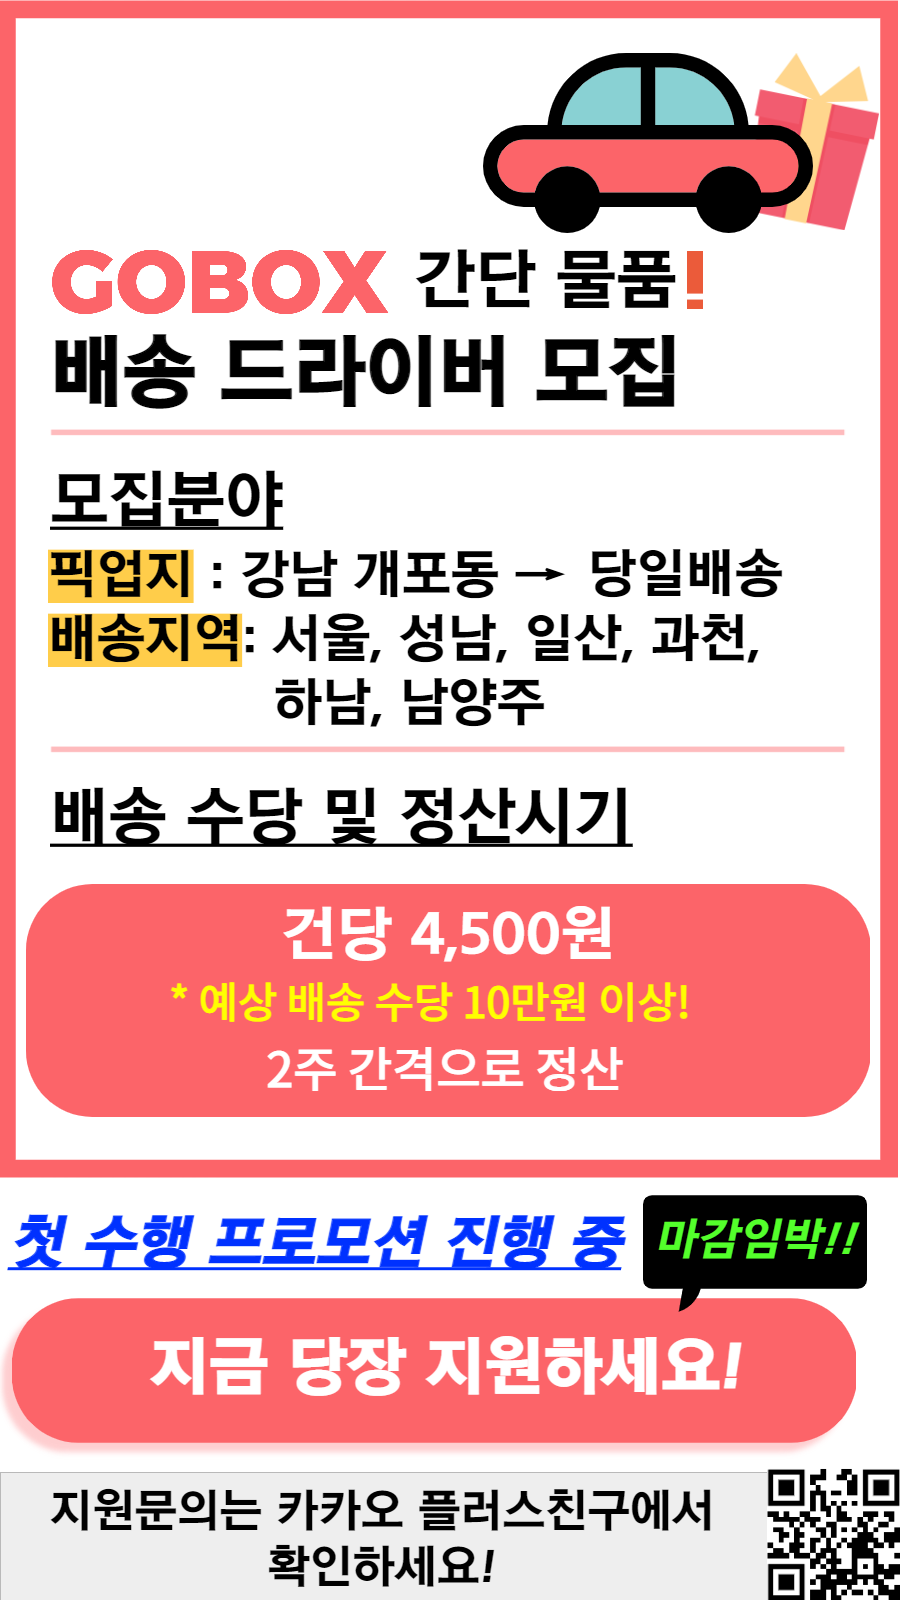 GOBOX 간단 물품!
배송 드라이버 모집
모집분야
픽업지 : 강남 개포동 → 당일배송
배송지역: 서울, 성남, 일산, 과천,
하남, 남양주
배송 수당 및 정산시기
건당 4,500원
* 예상 배송 수당 10만원 이상!
2주 간격으로 정산
첫 수행 프로모션 진행 중
마감임박!!
지금 당장 지원하세요!
지원문의는 카카오 플러스친구에서
확인하세요!